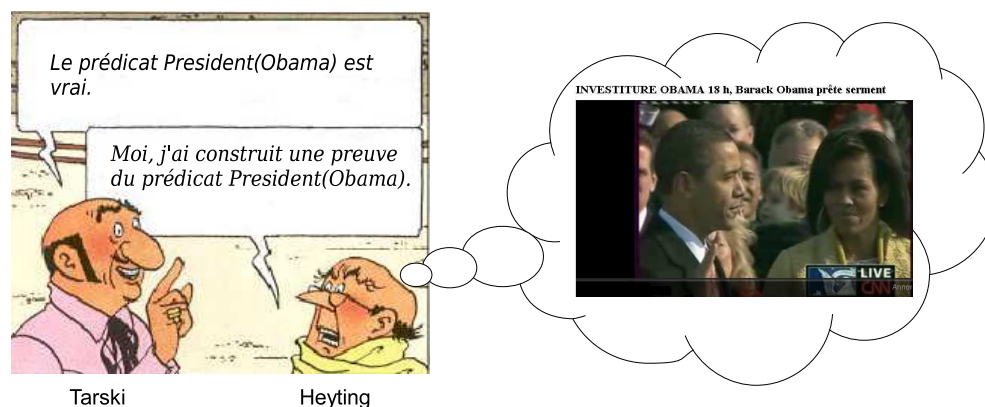 Le prédicat President(Obama) est
vrai.
Moi, j'ai construit une preuve
du prédicat President(Obama).
INVESTITURE OBAMA 18 h, Barack Obama prête serment
LIVE
CNN
Tarski
Heyting